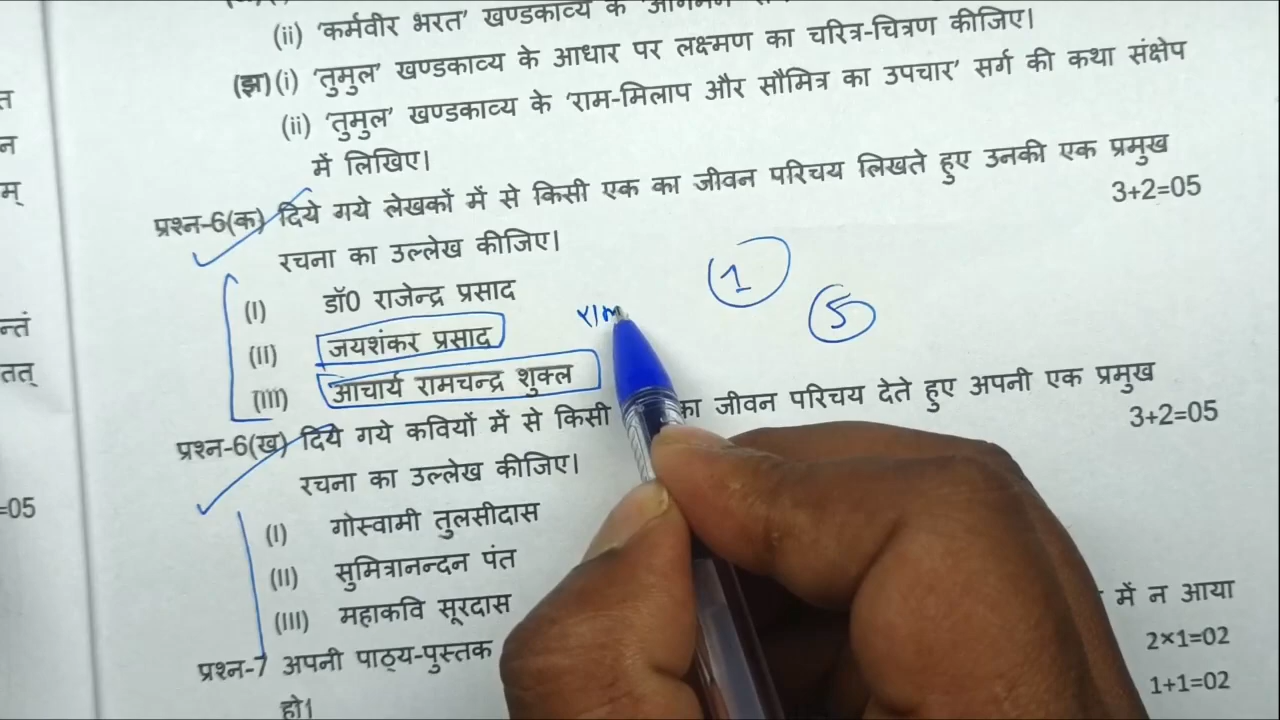 (ii) 'कर्मवीर भरत' खण्डकाव्य के
(झ)(i) 'तुमुल' खण्डकाव्य के आधार पर लक्ष्मण का चरित्र-चित्रण कीजिए।
(ii) 'तुमुल' खण्डकाव्य के 'राम-मिलाप और सौमित्र का उपचार' सर्ग की कथा संक्षेप
में लिखिए।
प्रश्न-6(क) दिये गये लेखकों में से किसी एक का जीवन परिचय लिखते हुए उनकी एक प्रमुख
रचना का उल्लेख कीजिए। 3+2=05
(I) डॉ0 राजेन्द्र प्रसाद
(II) जयशंकर प्रसाद
(III) आचार्य रामचन्द्र शुक्ल
1
5
प्रश्न-6(ख) दिये गये कवियों में से किसी का जीवन परिचय देते हुए अपनी एक प्रमुख
रचना का उल्लेख कीजिए। 3+2=05
(I) गोस्वामी तुलसीदास
(II) सुमित्रानन्दन पंत
(III) महाकवि सूरदास
प्रश्न-7 अपनी पाठ्य-पुस्तक में न आया
हो। 2×1=02
1+1=02
न
म्
न्तं
तत्
=05